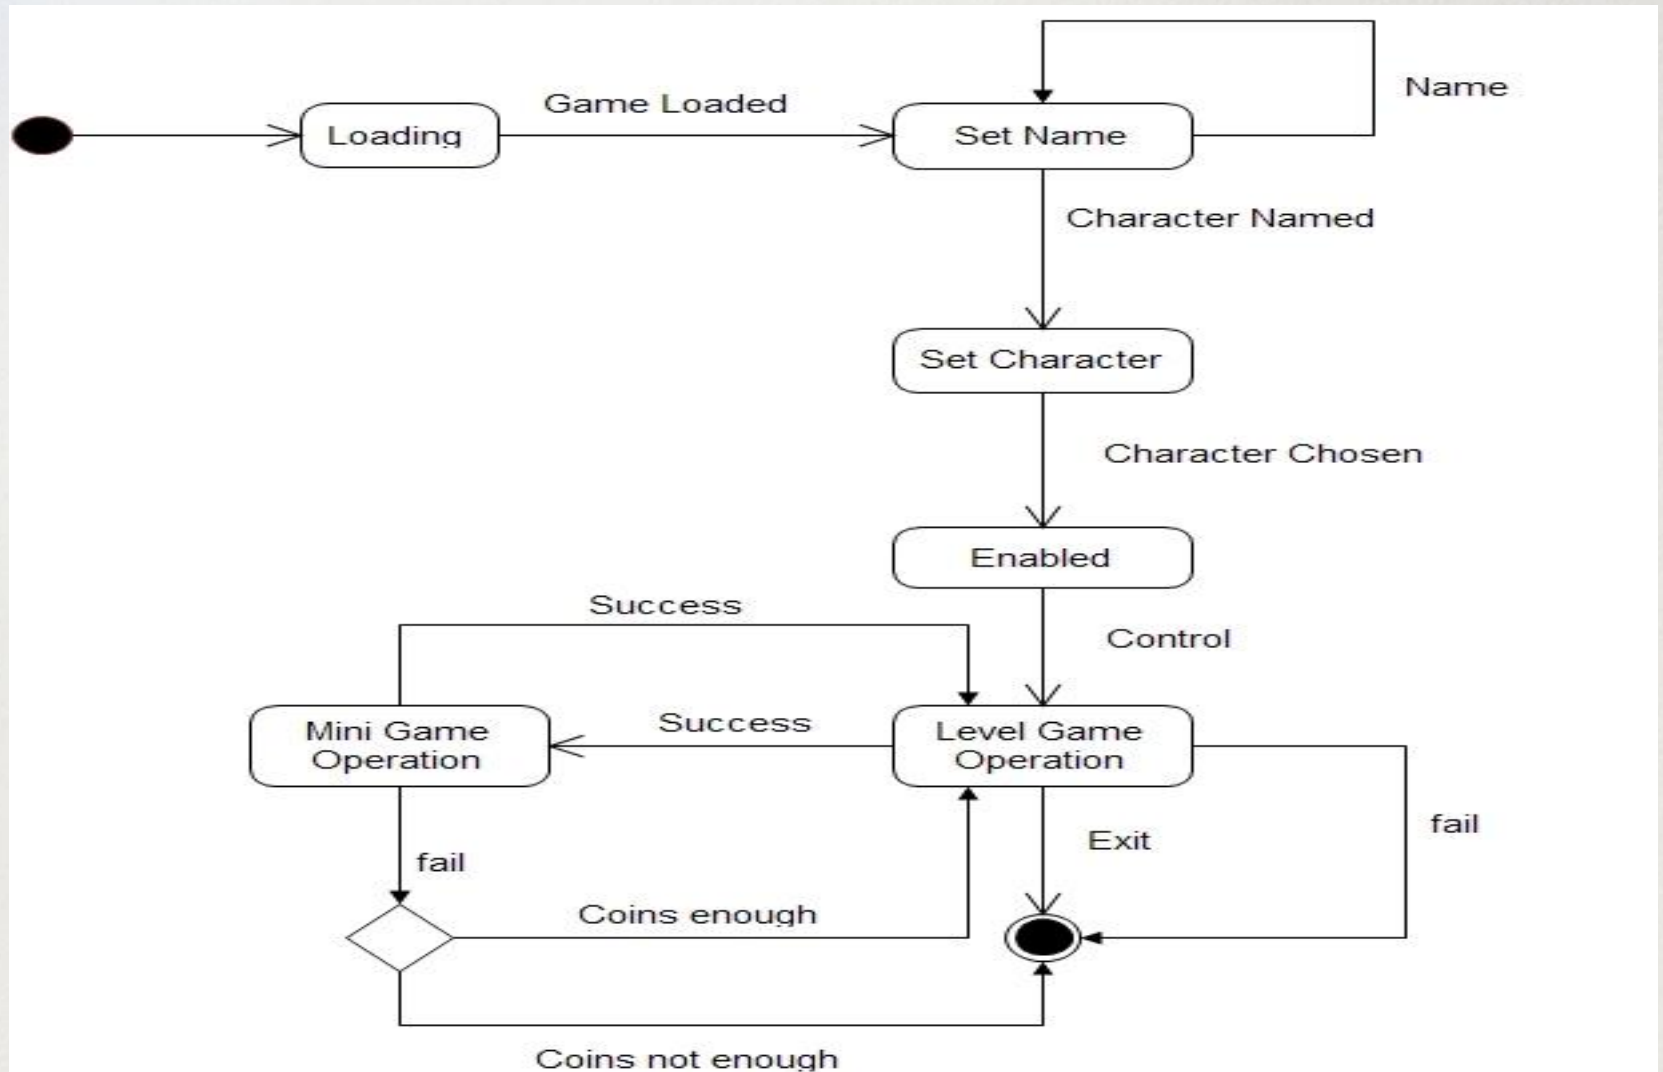 Name
Game Loaded
Loading
Set Name
Character Named
Set Character
Character Chosen
Enabled
Success
Control
Mini Game
Operation
Success
Level Game
Operation
fail
Exit
fail
Coins enough
Coins not enough